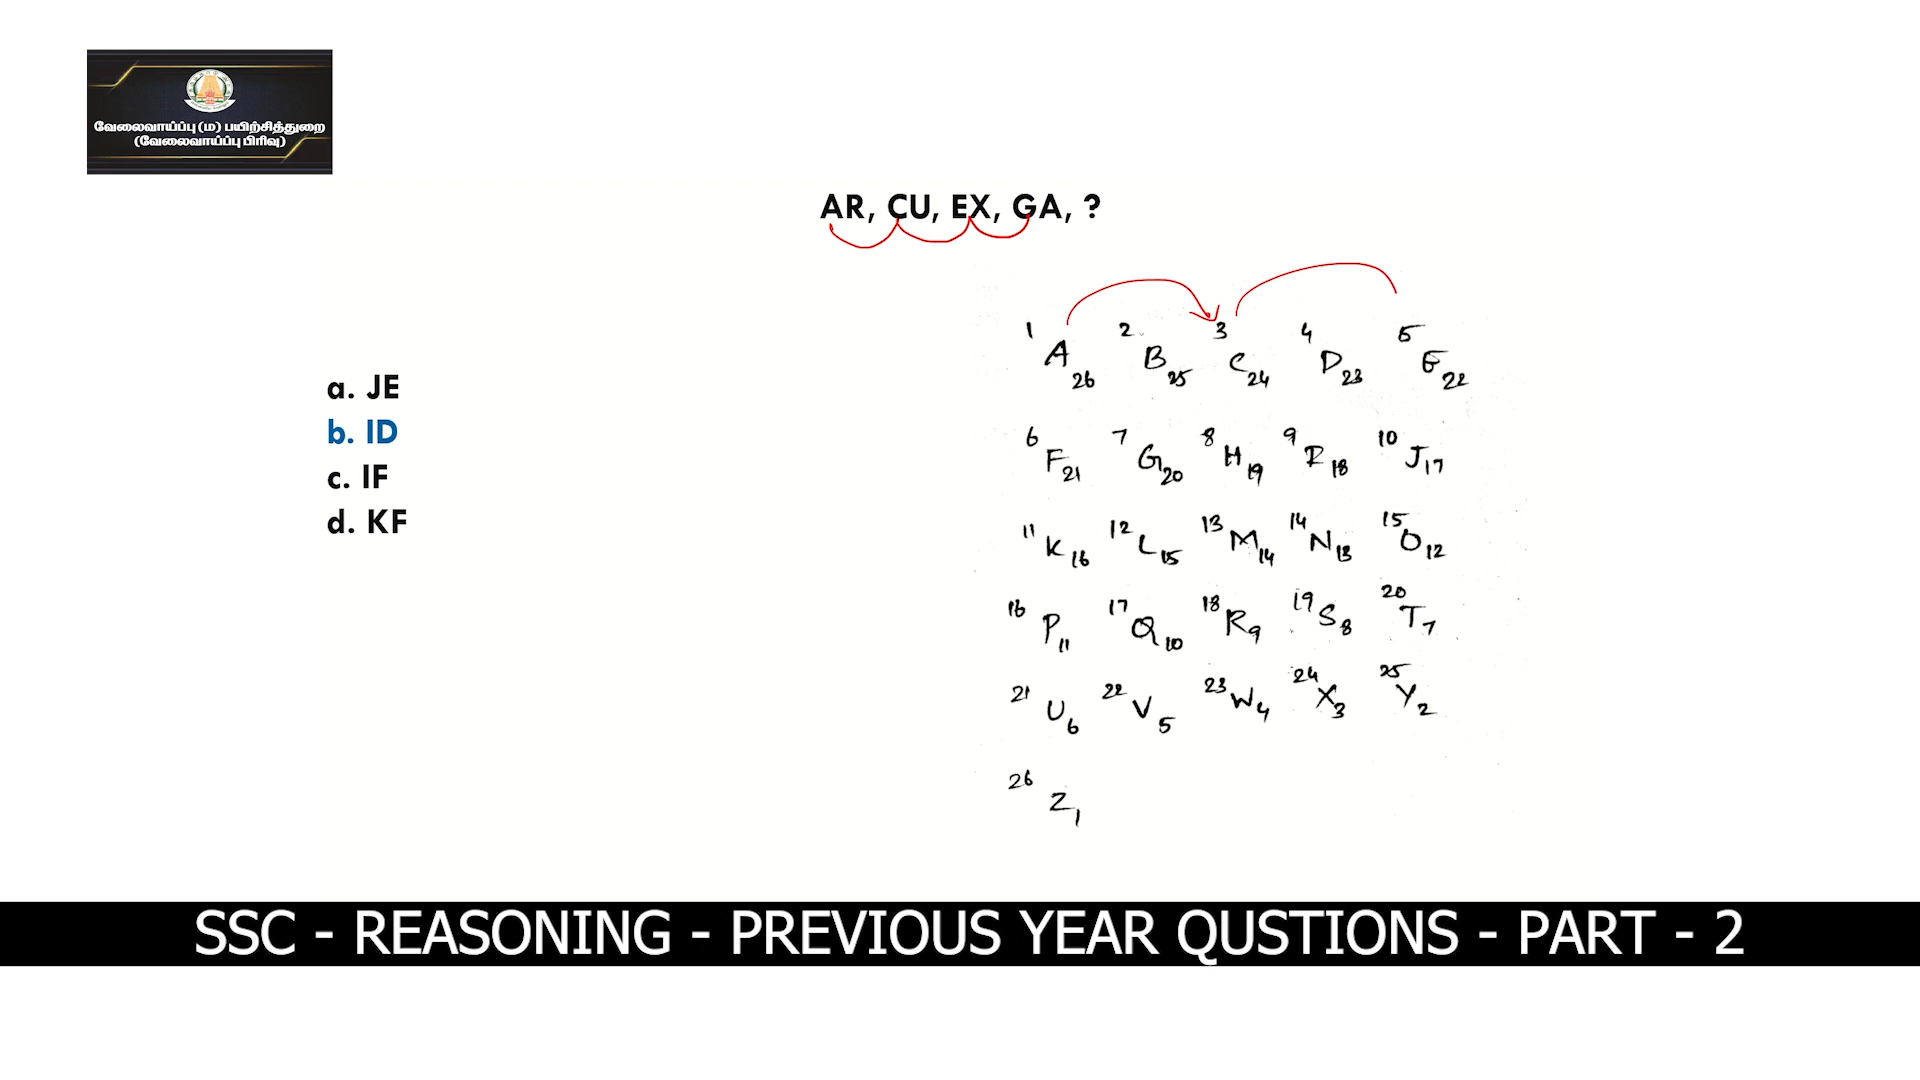 வேலைவாய்ப்பு (ம) பயிற்சித்துறை
(வேலைவாய்ப்பு பிரிவு)
AR, CU, EX, GA, ?
a. JE
b. ID
c. IF
d. KF
1 A 26 2 B 25 3 C 24 4 D 23 5 E 22
6 F 21 7 G 20 8 H 19 9 I 18 10 J 17
11 K 16 12 L 15 13 M 14 14 N 13 15 O 12
16 P 11 17 Q 10 18 R 9 19 S 8 20 T 7
21 U 6 22 V 5 23 W 4 24 X 3 25 Y 2
26 Z 1
SSC - REASONING - PREVIOUS YEAR QUSTIONS - PART - 2